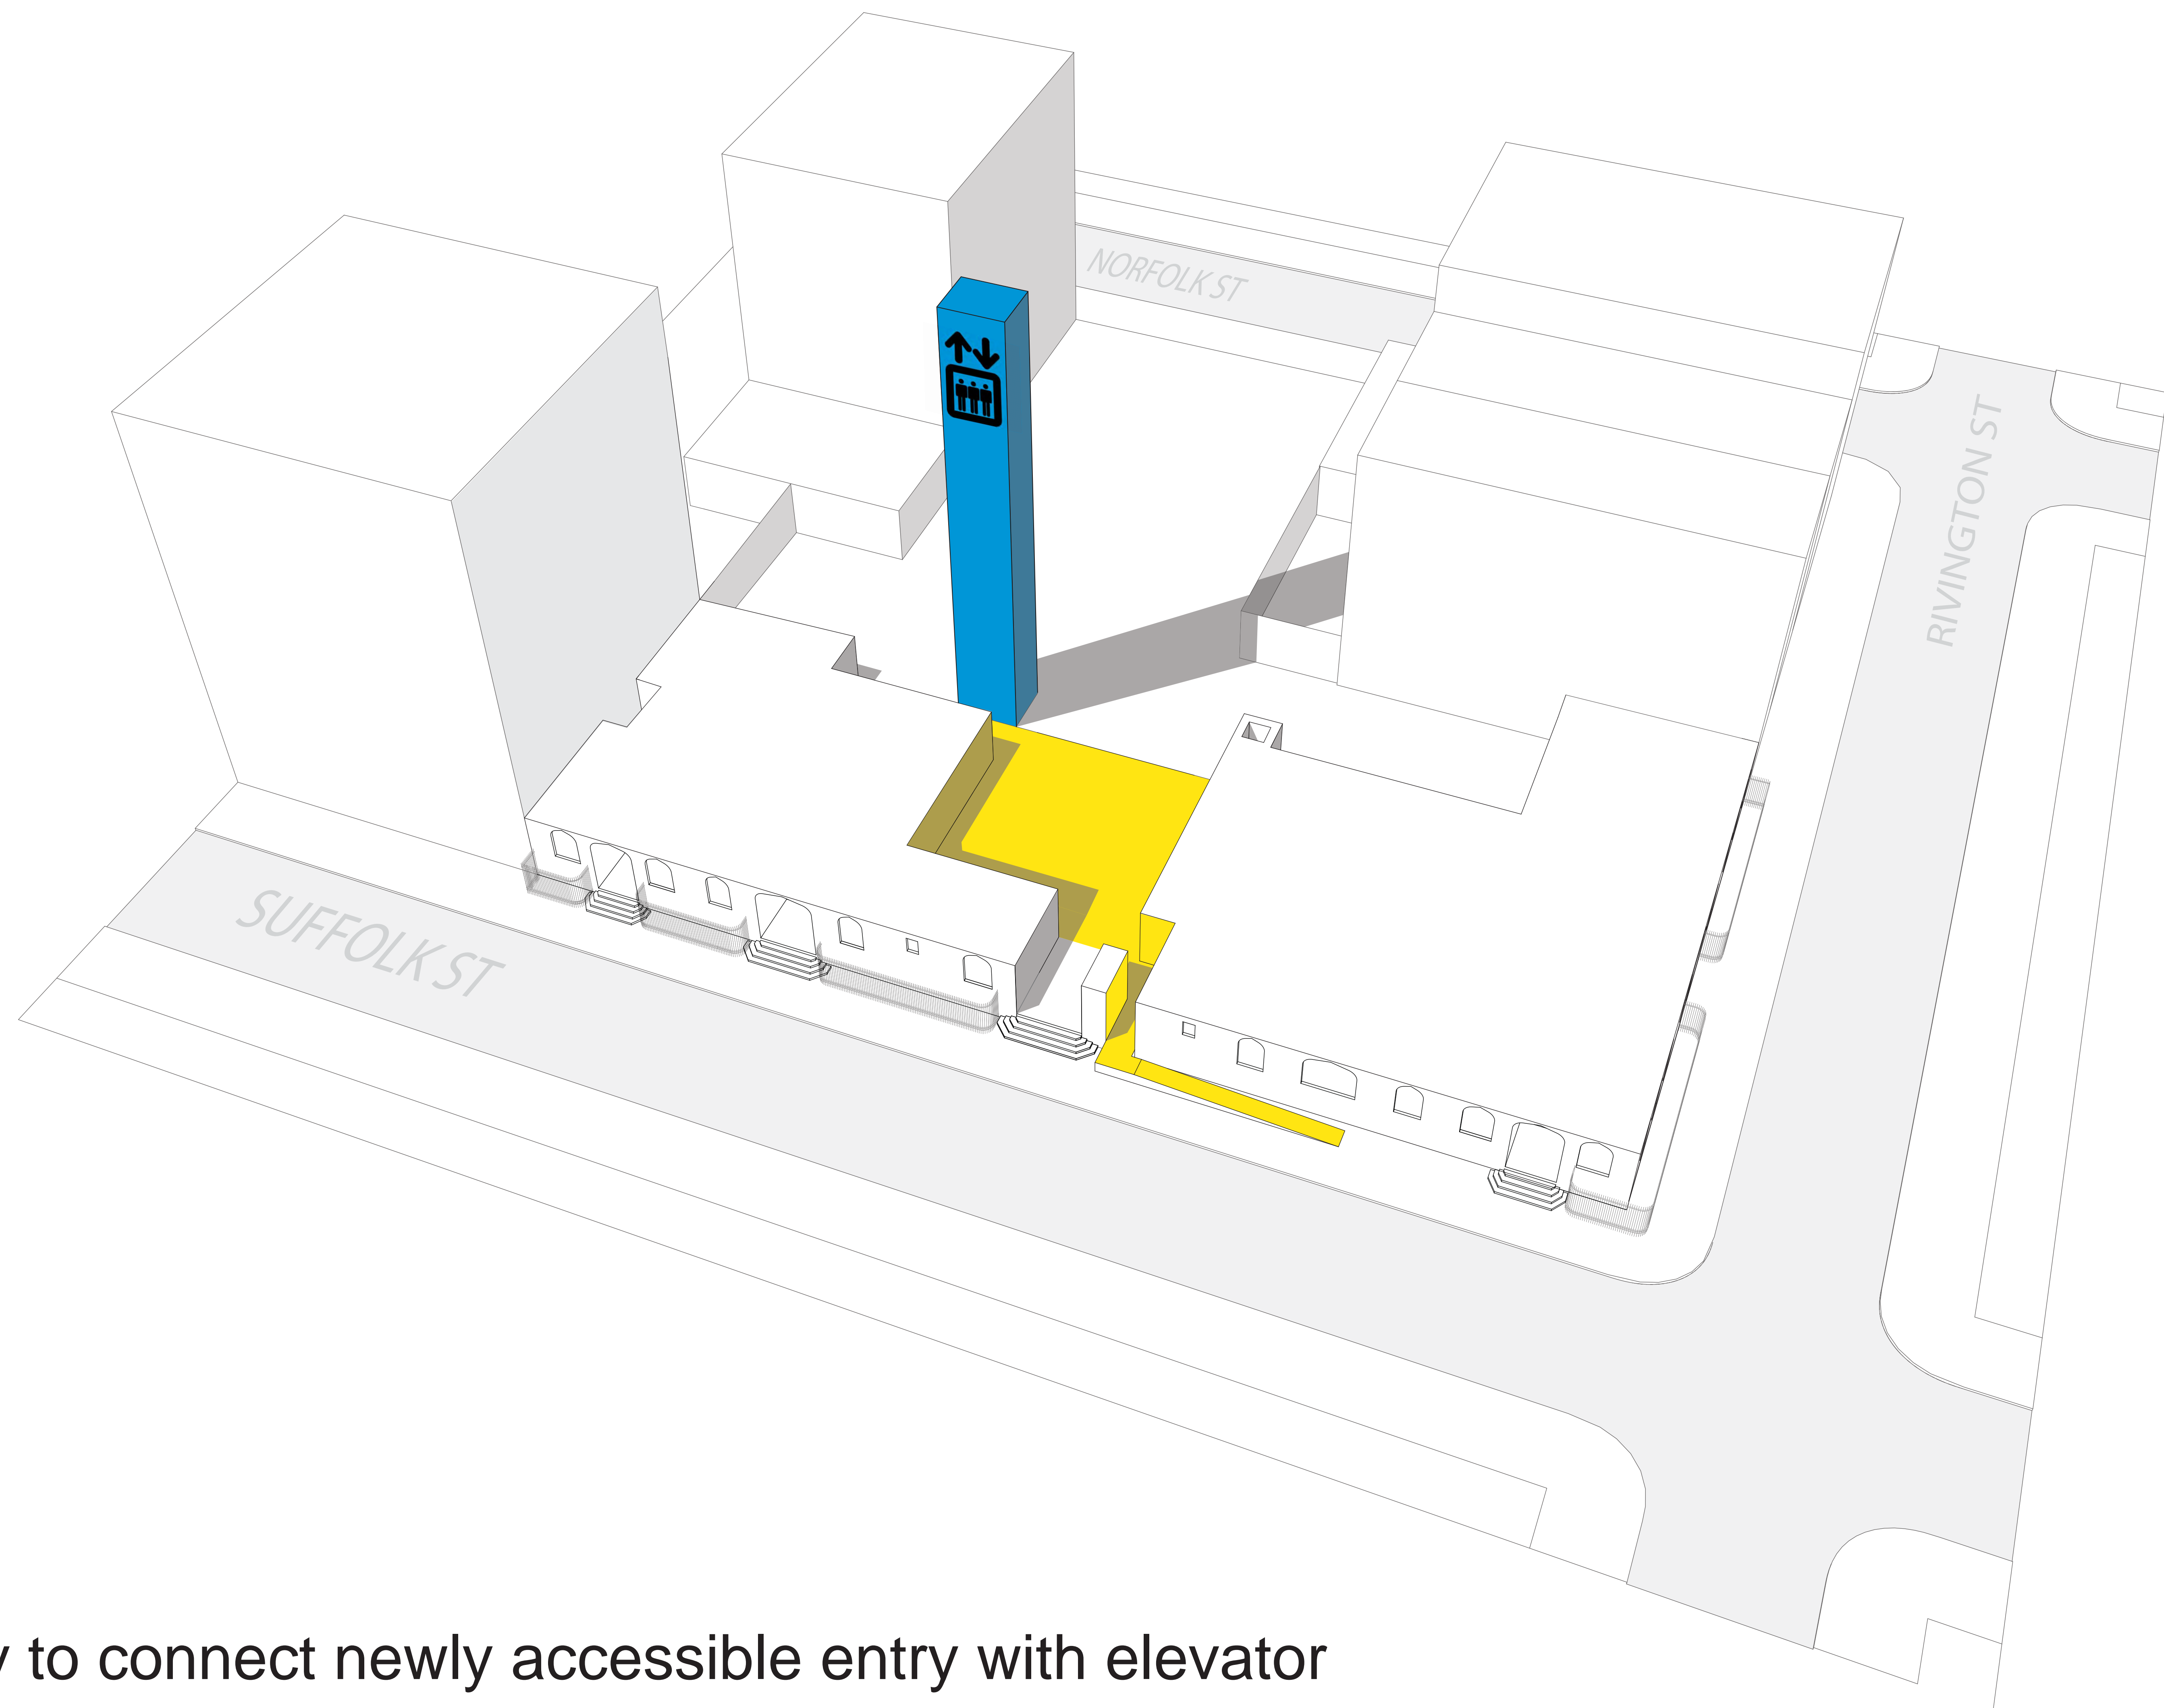 NORFOLK ST
RIVINGTON ST
SUFFOLK ST
to connect newly accessible entry with elevator